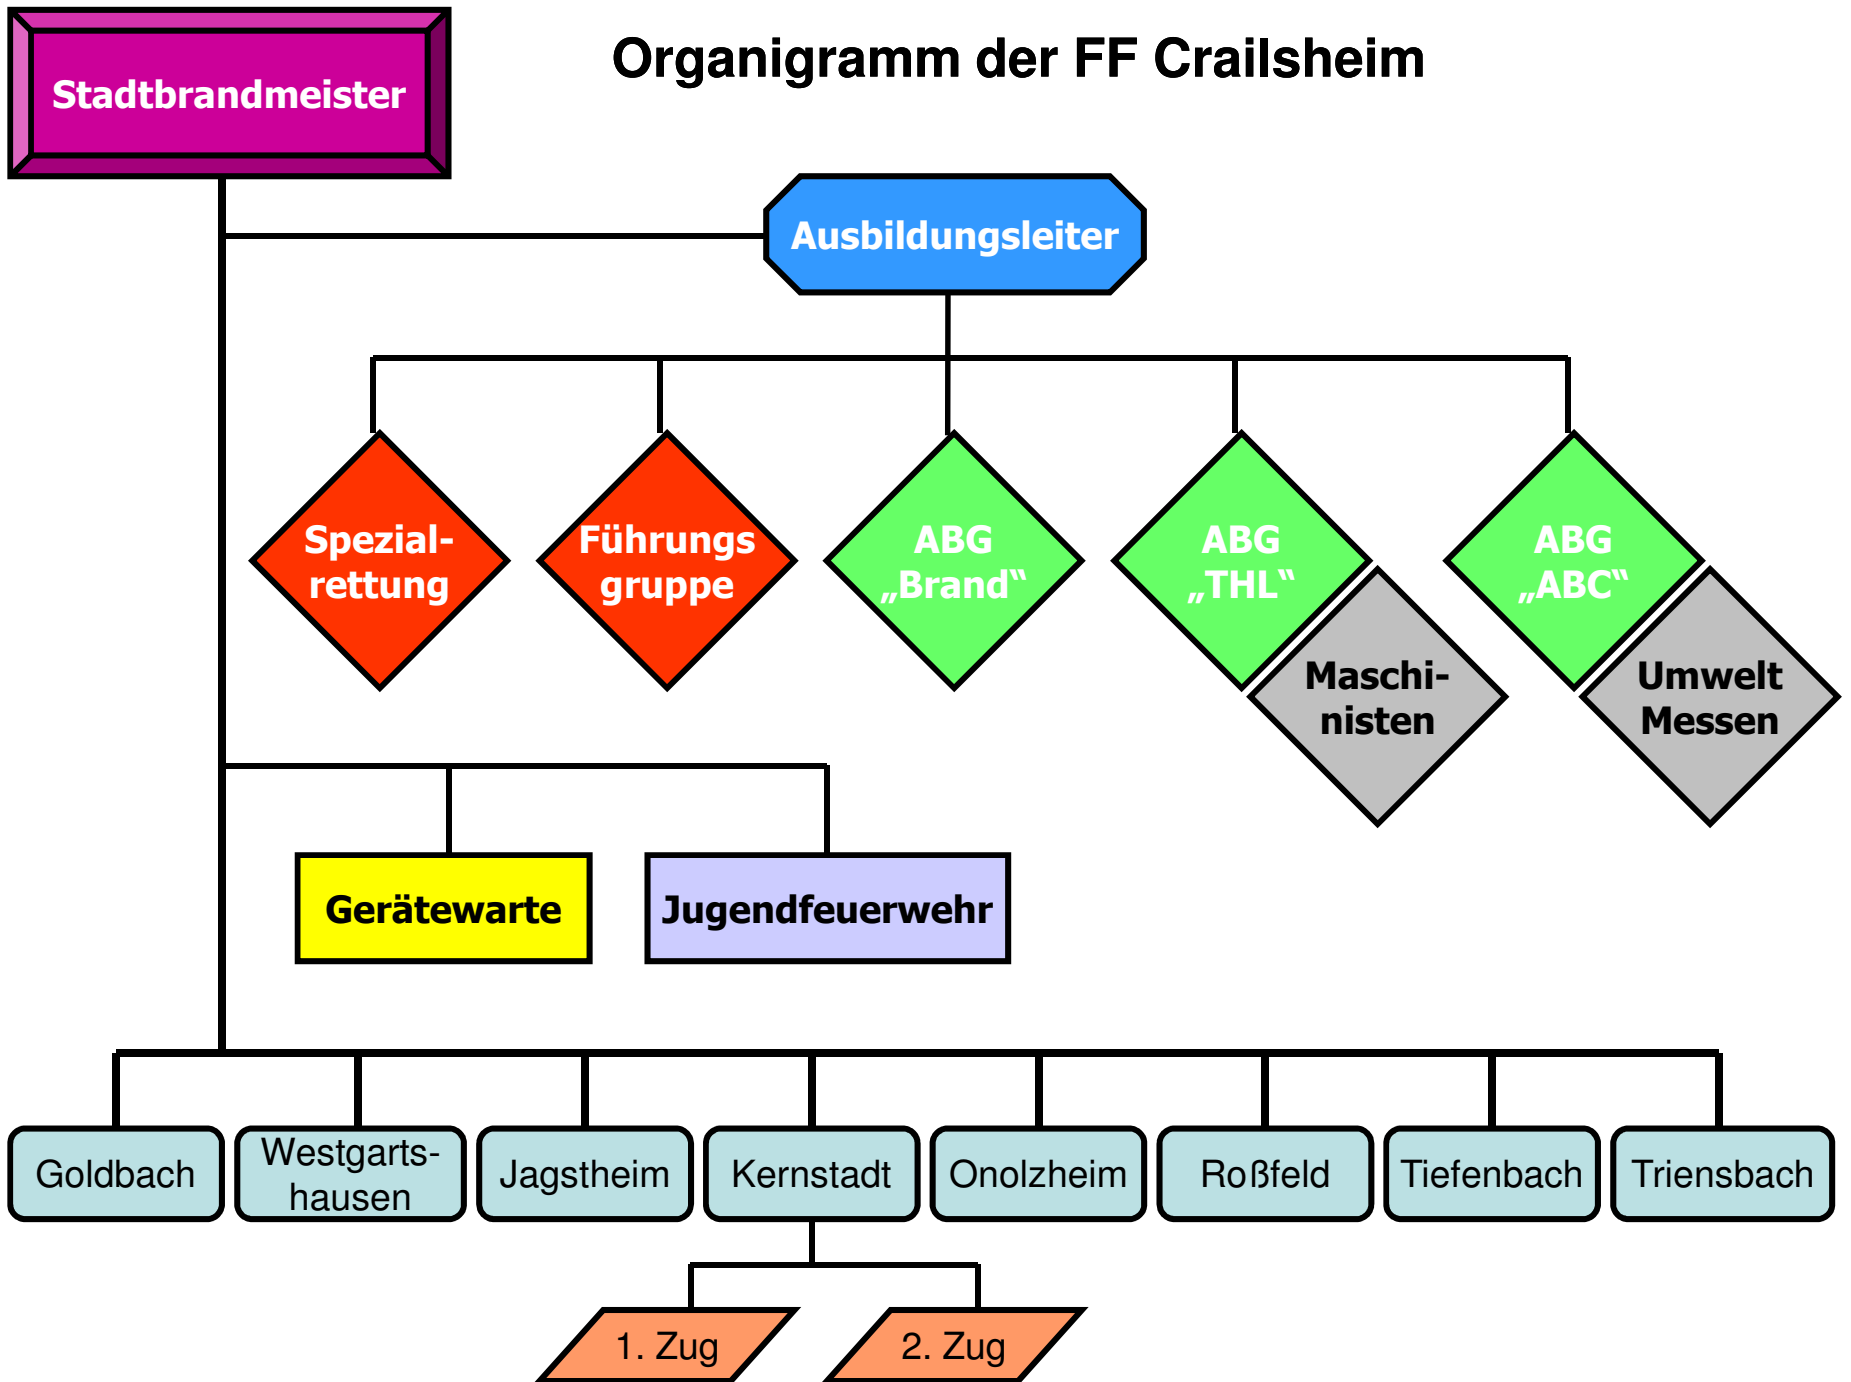 Organigramm der FF Crailsheim
Stadtbrandmeister
Ausbildungsleiter
Spezial-
rettung
Führungs
gruppe
ABG
„Brand“
ABG
„THL“
ABG
„ABC“
Maschi-
nisten
Umwelt
Messen
Gerätewarte
Jugendfeuerwehr
Goldbach
Westgarts-
hausen
Jagstheim
Kernstadt
Onolzheim
Roßfeld
Tiefenbach
Triensbach
1. Zug
2. Zug